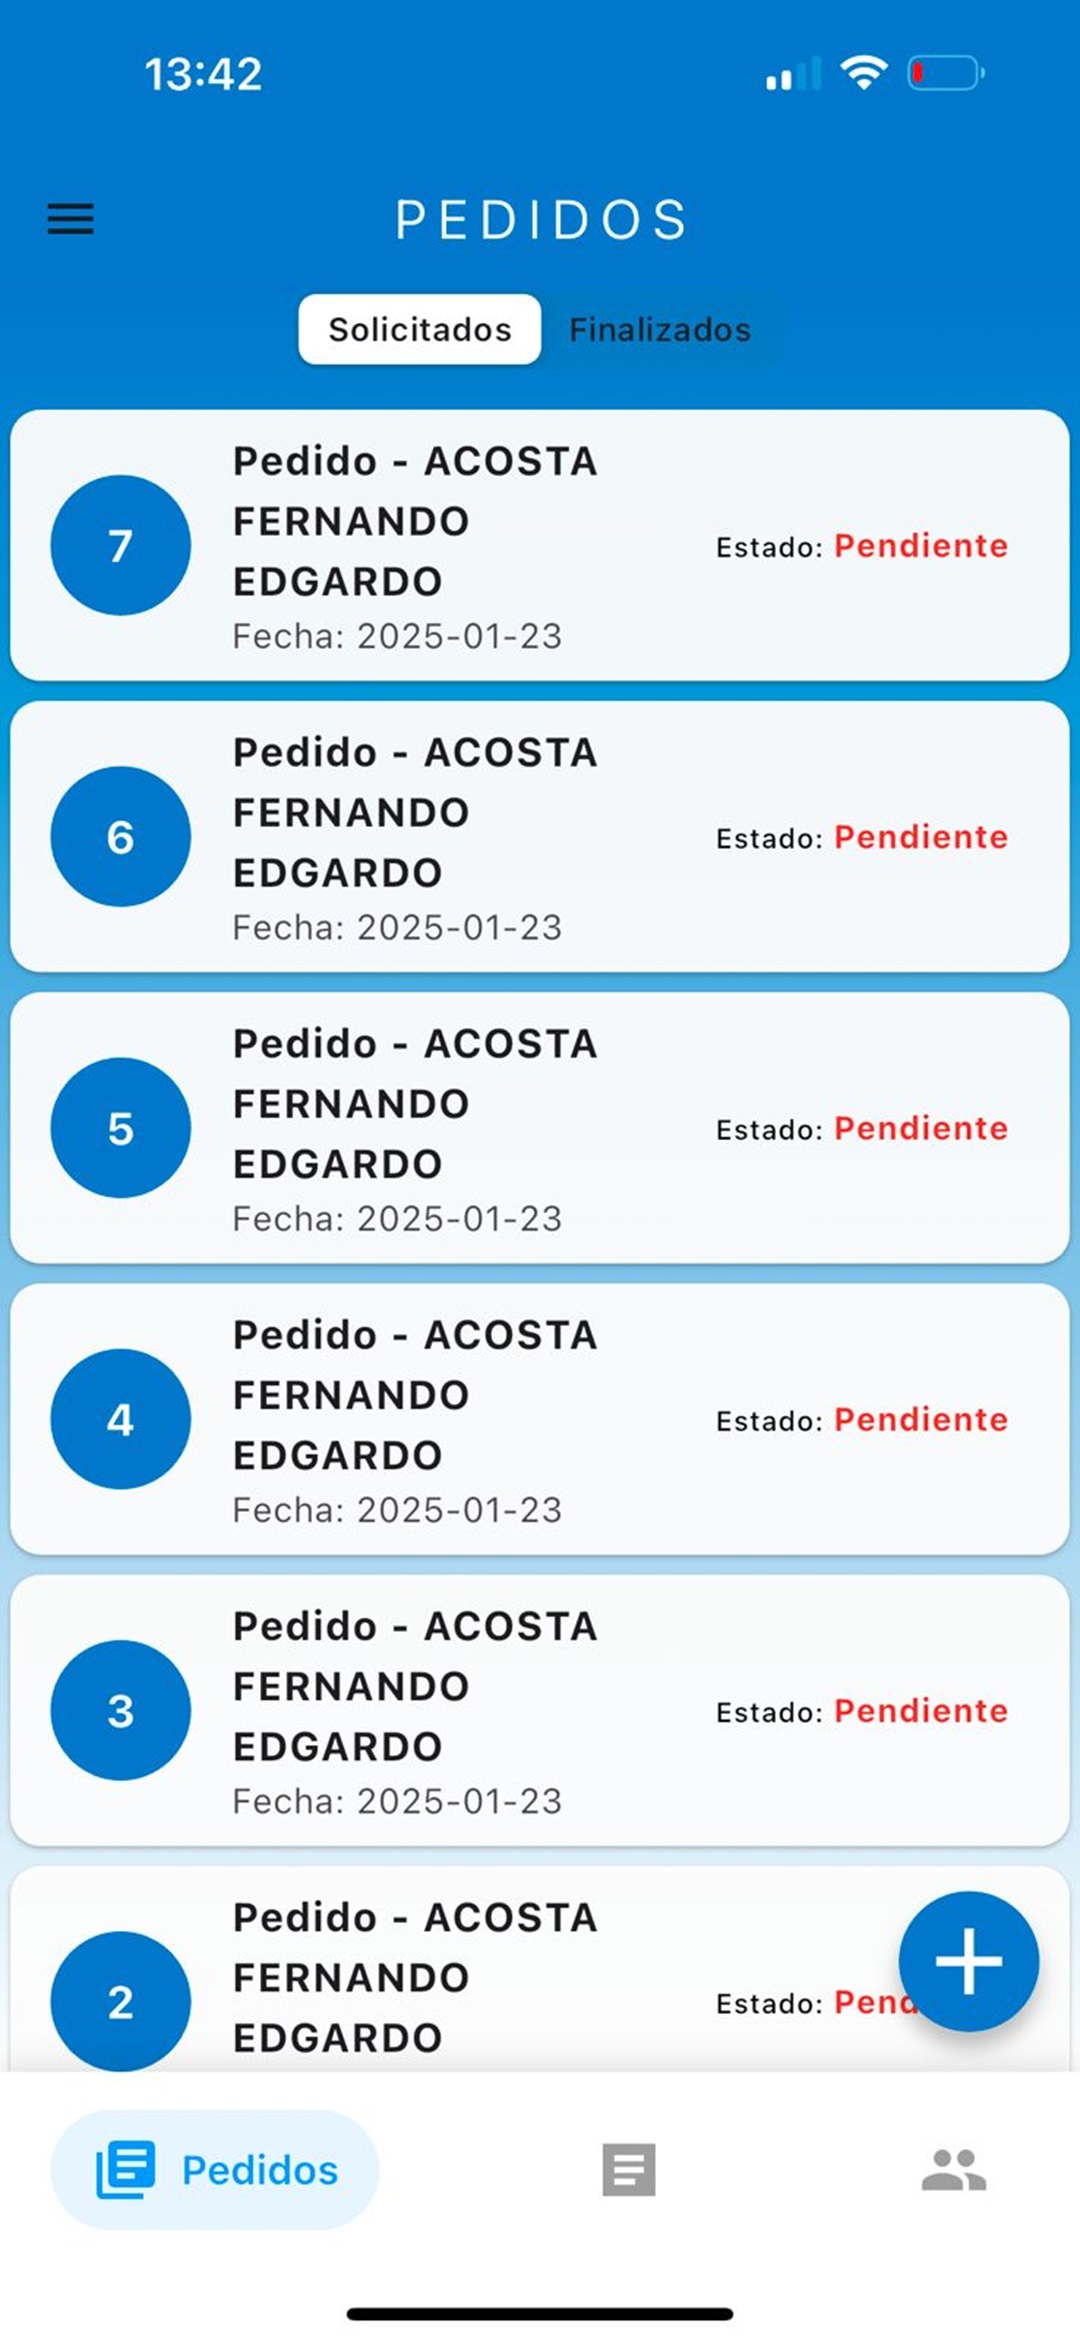 13:42
PEDIDOS
Solicitados Finalizados
Pedido - ACOSTA
FERNANDO
EDGARDO
7
Estado: Pendiente
Fecha: 2025-01-23
Pedido - ACOSTA
FERNANDO
EDGARDO
6
Estado: Pendiente
Fecha: 2025-01-23
Pedido - ACOSTA
FERNANDO
EDGARDO
5
Estado: Pendiente
Fecha: 2025-01-23
Pedido - ACOSTA
FERNANDO
EDGARDO
4
Estado: Pendiente
Fecha: 2025-01-23
Pedido - ACOSTA
FERNANDO
EDGARDO
3
Estado: Pendiente
Fecha: 2025-01-23
Pedido - ACOSTA
FERNANDO
EDGARDO
2
Estado:
Pedidos